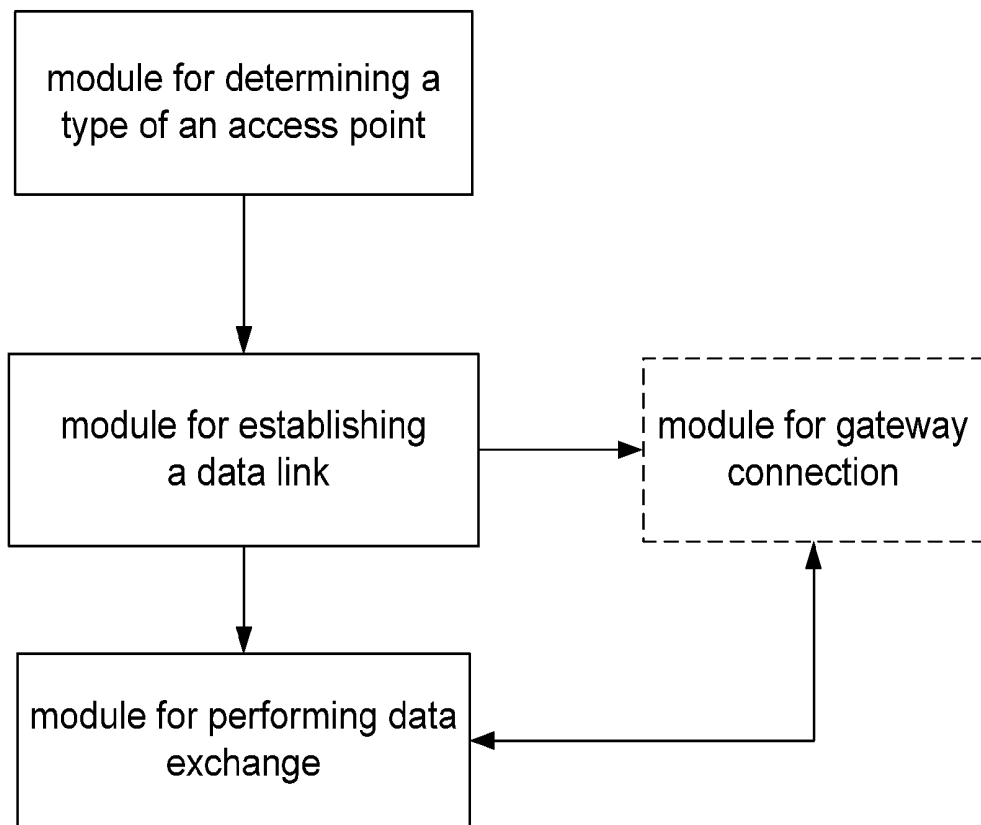 module for determining a
type of an access point
module for establishing
a data link
module for gateway
connection
module for performing data
exchange